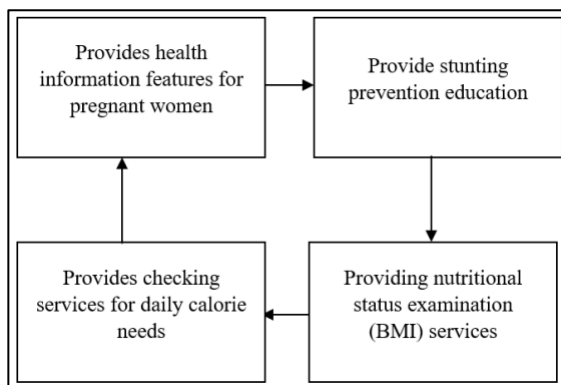 Provides health
information features for
pregnant women
Provide stunting
prevention education
Provides checking
services for daily calorie
needs
Providing nutritional
status examination
(BMI) services